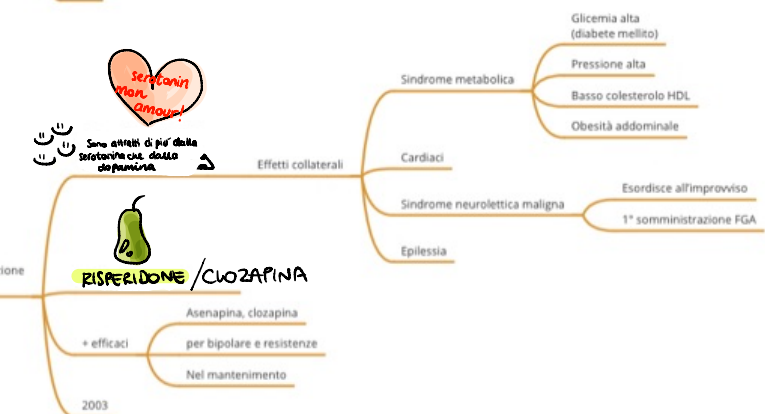 serotonin
mon
amour!
Sono attratti di più dalla
serotonina che dalla
dopamina
Effetti collaterali
Sindrome metabolica
Glicemia alta
(diabete mellito)
Pressione alta
Basso colesterolo HDL
Obesità addominale
Cardiaci
Sindrome neurolettica maligna
Esordisce all'improvviso
1° somministrazione FGA
Epilessia
zione
RISPERIDONE / CLOZAPINA
+ efficaci
Asenapina, clozapina
per bipolare e resistenze
Nel mantenimento
2003